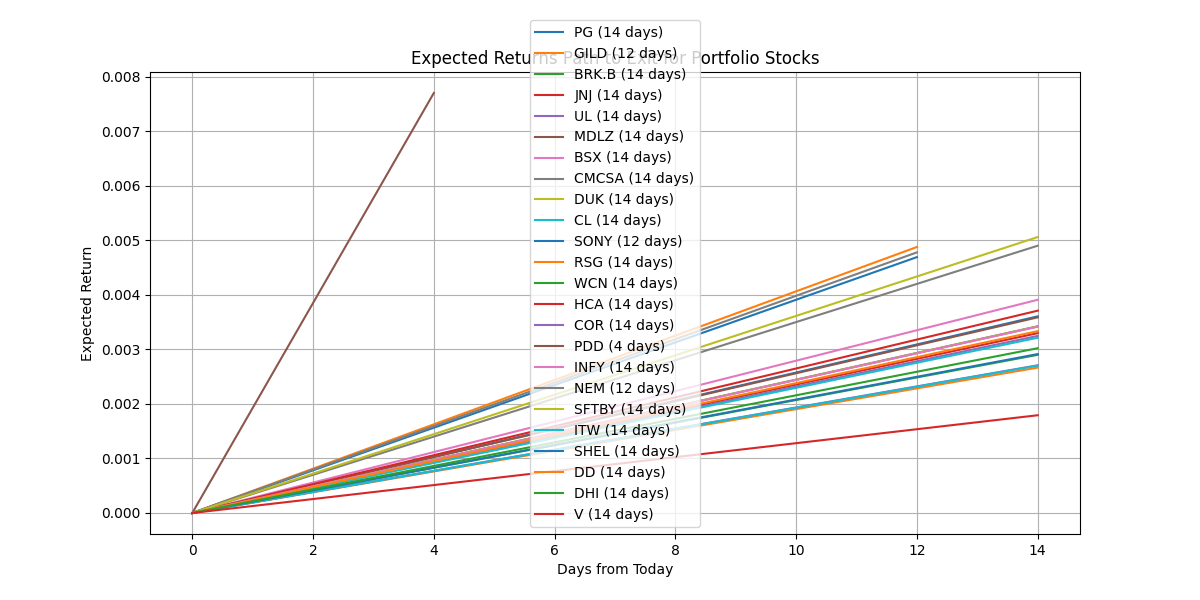 Expected Returns Path to Exit for Portfolio Stocks
PG (14 days)
GILD (12 days)
BRK.B (14 days)
JNJ (14 days)
UL (14 days)
MDLZ (14 days)
BSX (14 days)
CMCSA (14 days)
DUK (14 days)
CL (14 days)
SONY (12 days)
RSG (14 days)
WCN (14 days)
HCA (14 days)
COR (14 days)
PDD (4 days)
INFY (14 days)
NEM (12 days)
SFTBY (14 days)
ITW (14 days)
SHEL (14 days)
DD (14 days)
DHI (14 days)
V (14 days)
0.008
0.007
0.006
0.005
0.004
0.003
0.002
0.001
0.000
Expected Return
0 2 4 6 8 10 12 14
Days from Today